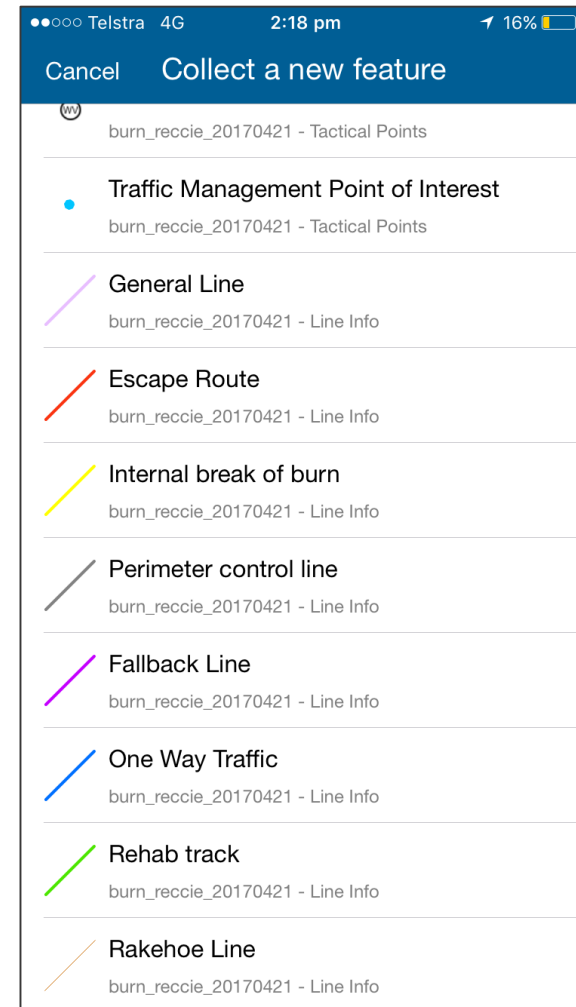 Telstra 4G 2:18 pm 16%
Cancel Collect a new feature
WV
burn_reccie_20170421 - Tactical Points
Traffic Management Point of Interest
burn_reccie_20170421 - Tactical Points
General Line
burn_reccie_20170421 - Line Info
Escape Route
burn_reccie_20170421 - Line Info
Internal break of burn
burn_reccie_20170421 - Line Info
Perimeter control line
burn_reccie_20170421 - Line Info
Fallback Line
burn_reccie_20170421 - Line Info
One Way Traffic
burn_reccie_20170421 - Line Info
Rehab track
burn_reccie_20170421 - Line Info
Rakehoe Line
burn_reccie_20170421 - Line Info